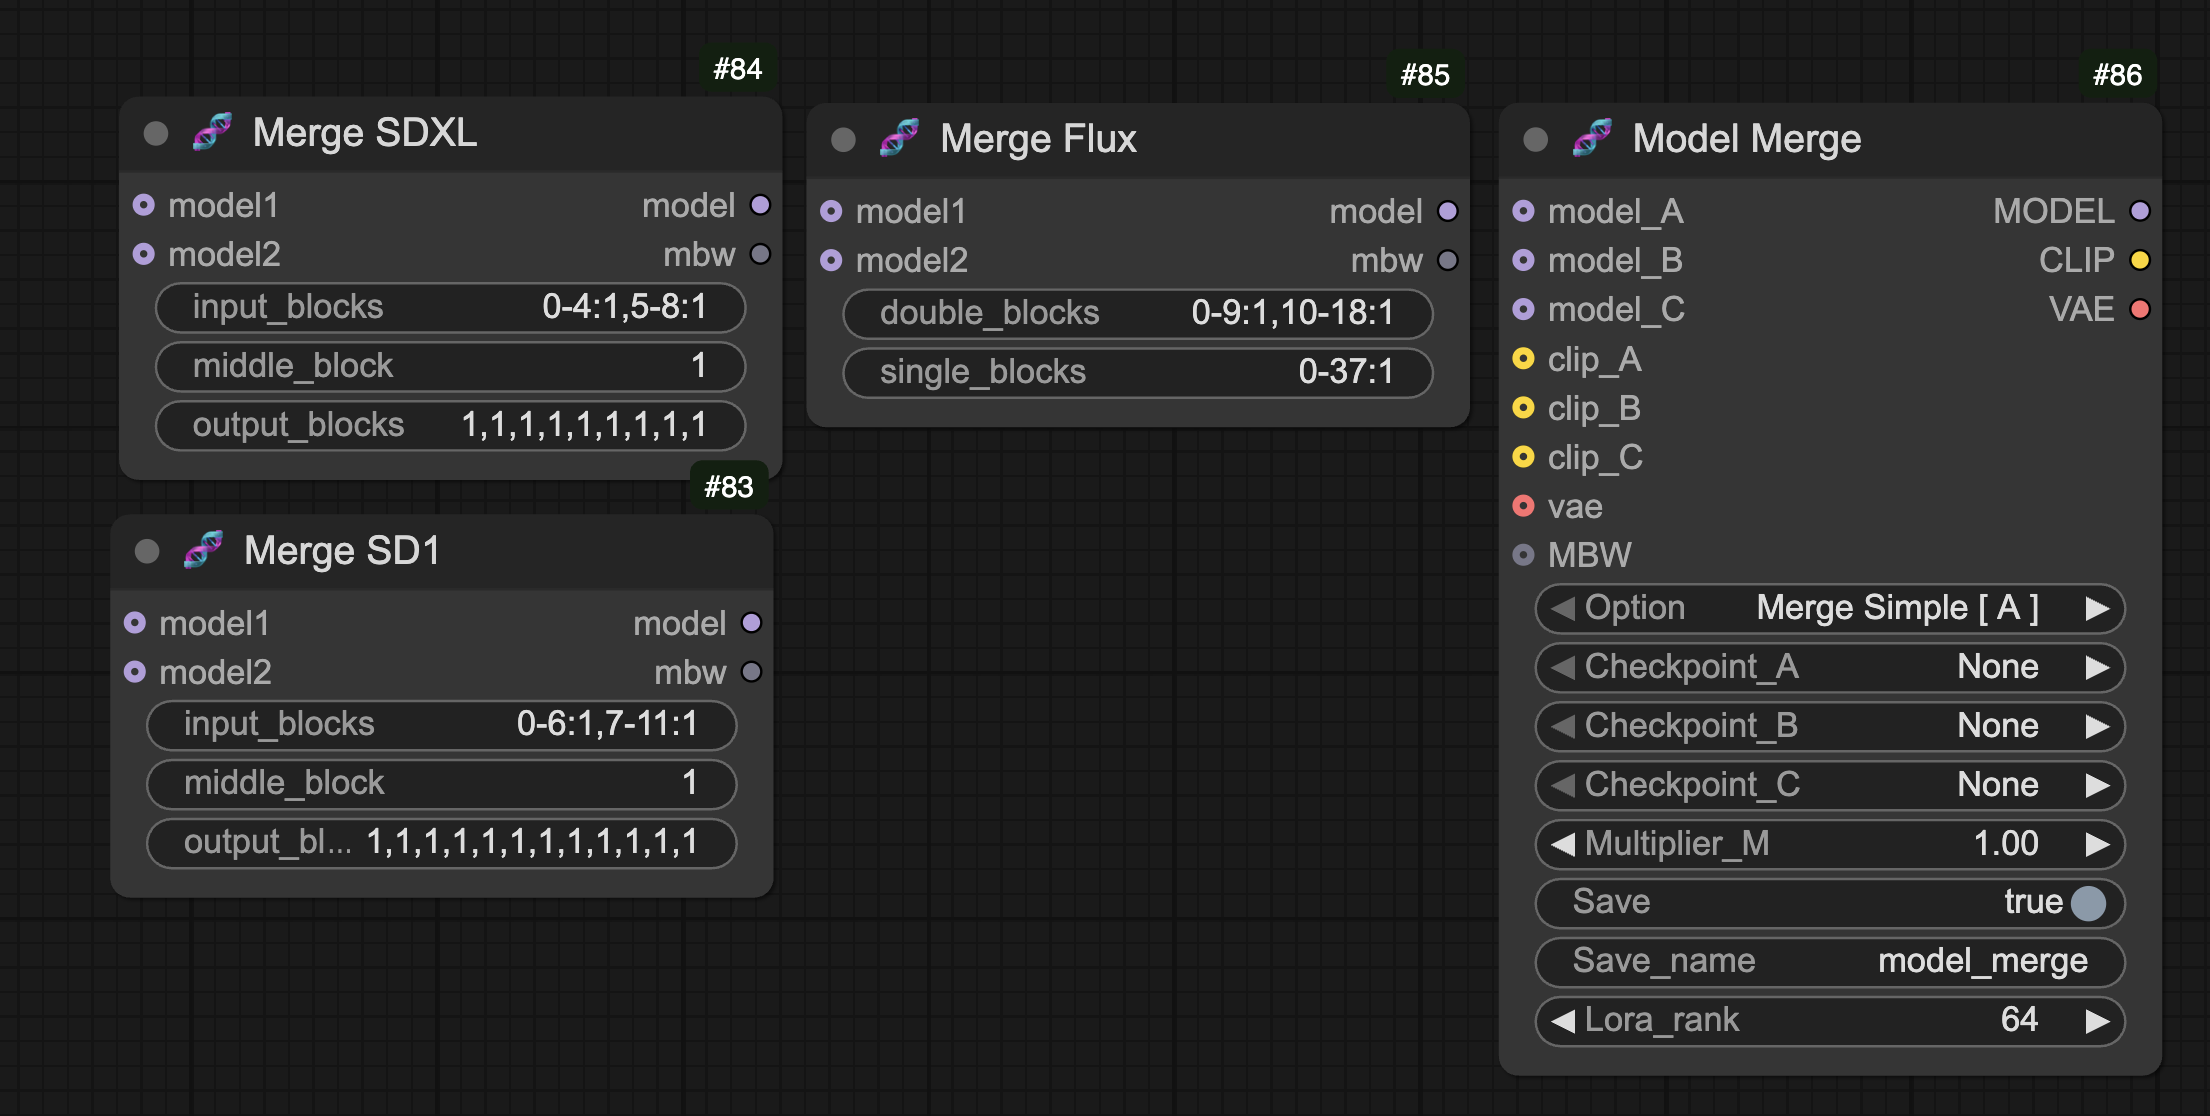 #84
Merge SDXL
model1 model
model2 mbw
input_blocks 0-4:1,5-8:1
middle_block 1
output_blocks 1,1,1,1,1,1,1,1,1
#83
Merge SD1
model1 model
model2 mbw
input_blocks 0-6:1,7-11:1
middle_block 1
output_bl... 1,1,1,1,1,1,1,1,1,1,1,1
#85
Merge Flux
model1 model
model2 mbw
double_blocks 0-9:1,10-18:1
single_blocks 0-37:1
#86
Model Merge
model_A MODEL
model_B CLIP
model_C VAE
clip_A
clip_B
clip_C
vae
MBW
Option Merge Simple [ A ]
Checkpoint_A None
Checkpoint_B None
Checkpoint_C None
Multiplier_M 1.00
Save true
Save_name model_merge
Lora_rank 64